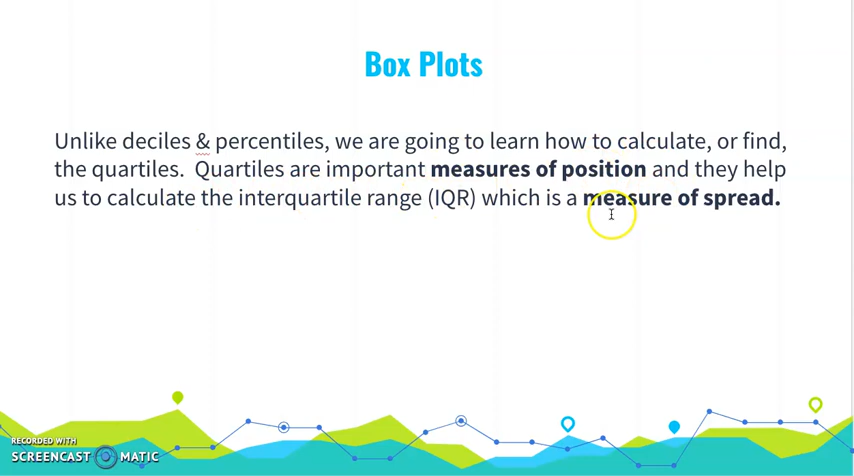 Box Plots
Unlike deciles & percentiles, we are going to learn how to calculate, or find,
the quartiles. Quartiles are important measures of position and they help
us to calculate the interquartile range (IQR) which is a measure of spread.
RECORDED WITH
SCREENCAST MATIC